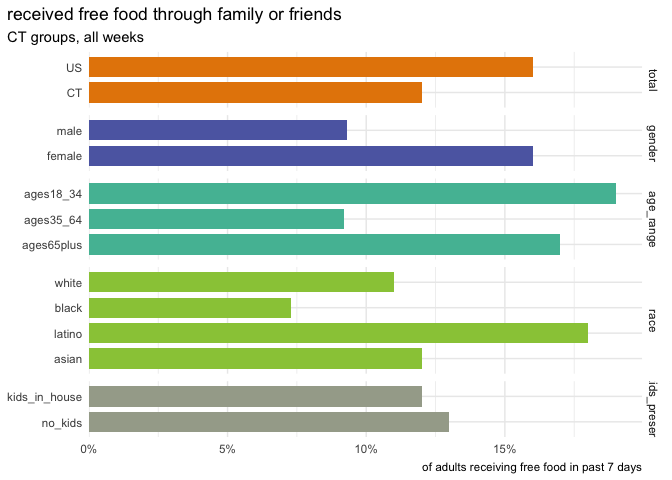 received free food through family or friends
CT groups, all weeks
US
CT
total
male
female
gender
ages18_34
ages35_64
ages65plus
age_range
white
black
latino
asian
race
kids_in_house
no_kids
ids_preser
0%
5%
10%
15%
of adults receiving free food in past 7 days